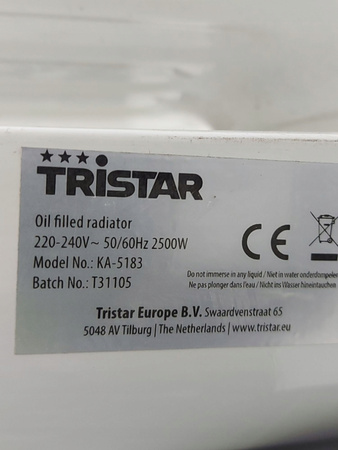 TRISTAR
Oil filled radiator
220-240V~ 50/60Hz 2500W
Model No.: KA-5183
Batch No.: T31105
CE
Do not immerse in any liquid / Niet in water onderdompelen
Ne pas plonger dans l'eau / Nicht ins Wasser hineintauchen
Tristar Europe B.V. Swaardvenstraat 65
5048 AV Tilburg | The Netherlands | www.tristar.eu